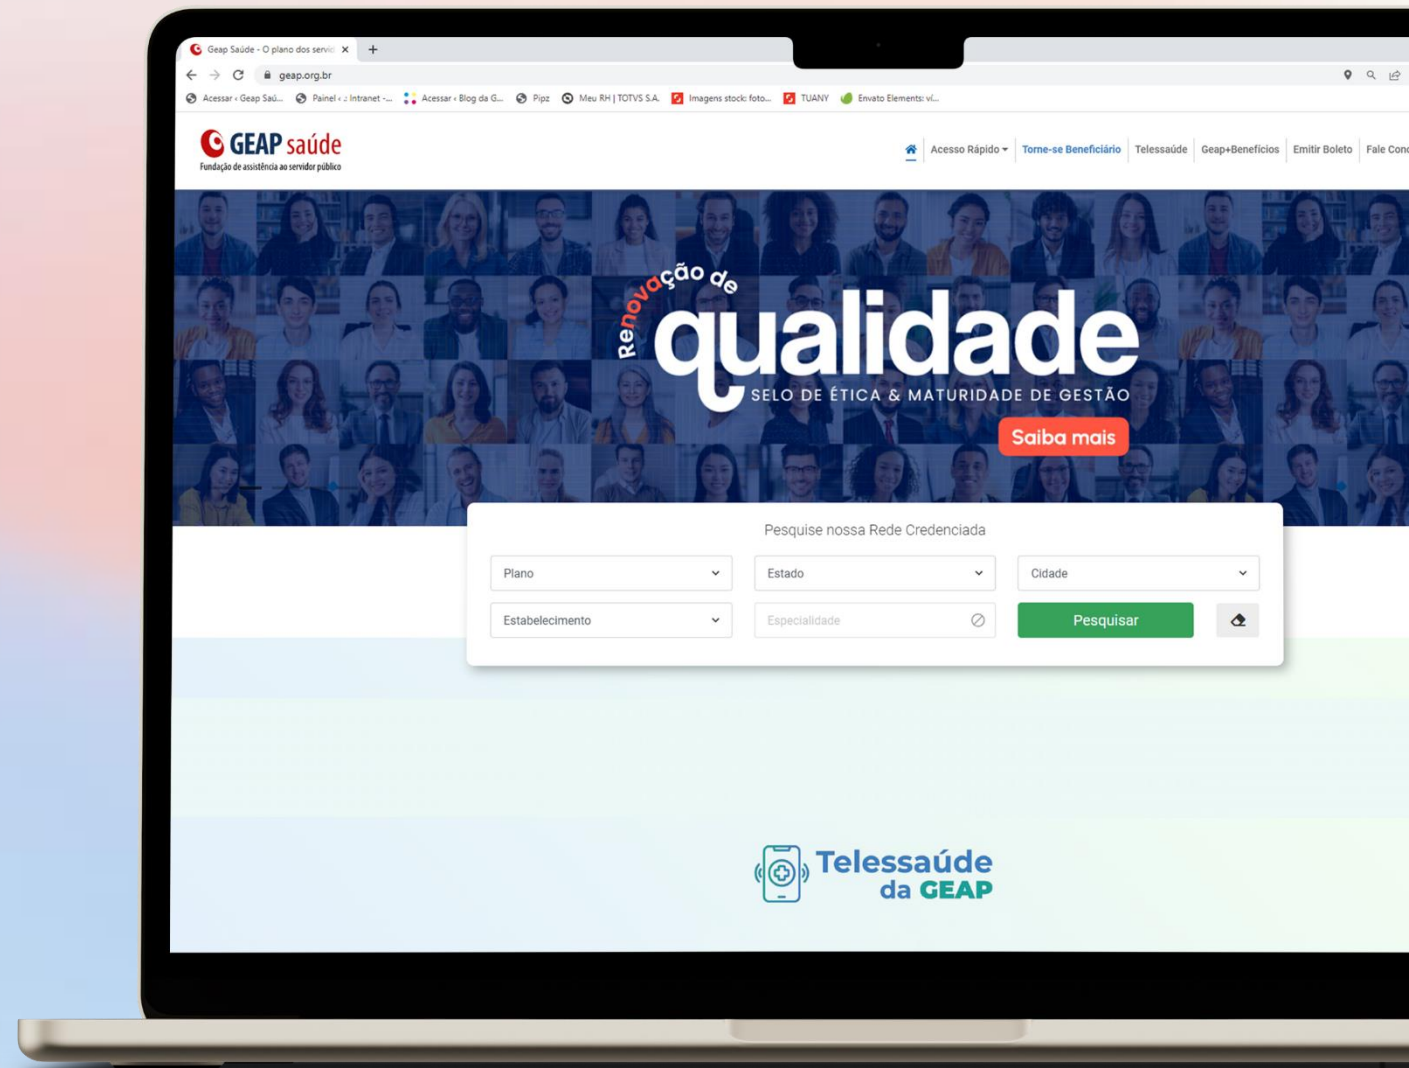 Geap Saúde - O plano dos servi
geap.org.br
Acessar ‹ Geap Saú... Painel ‹ .: Intranet -... Acessar ‹ Blog da G... Pipz Meu RH | TOTVS S.A. Imagens stock: foto... TUANY Envato Elements: ví...
GEAP saúde
Fundação de assistência ao servidor público
Acesso Rápido Torne-se Beneficiário Telessaúde Geap+Benefícios Emitir Boleto Fale Cono
Renovação de
qualidade
SELO DE ÉTICA & MATURIDADE DE GESTÃO
Saiba mais
Pesquise nossa Rede Credenciada
Plano Estado Cidade
Estabelecimento Especialidade Pesquisar
Telessaúde
da GEAP